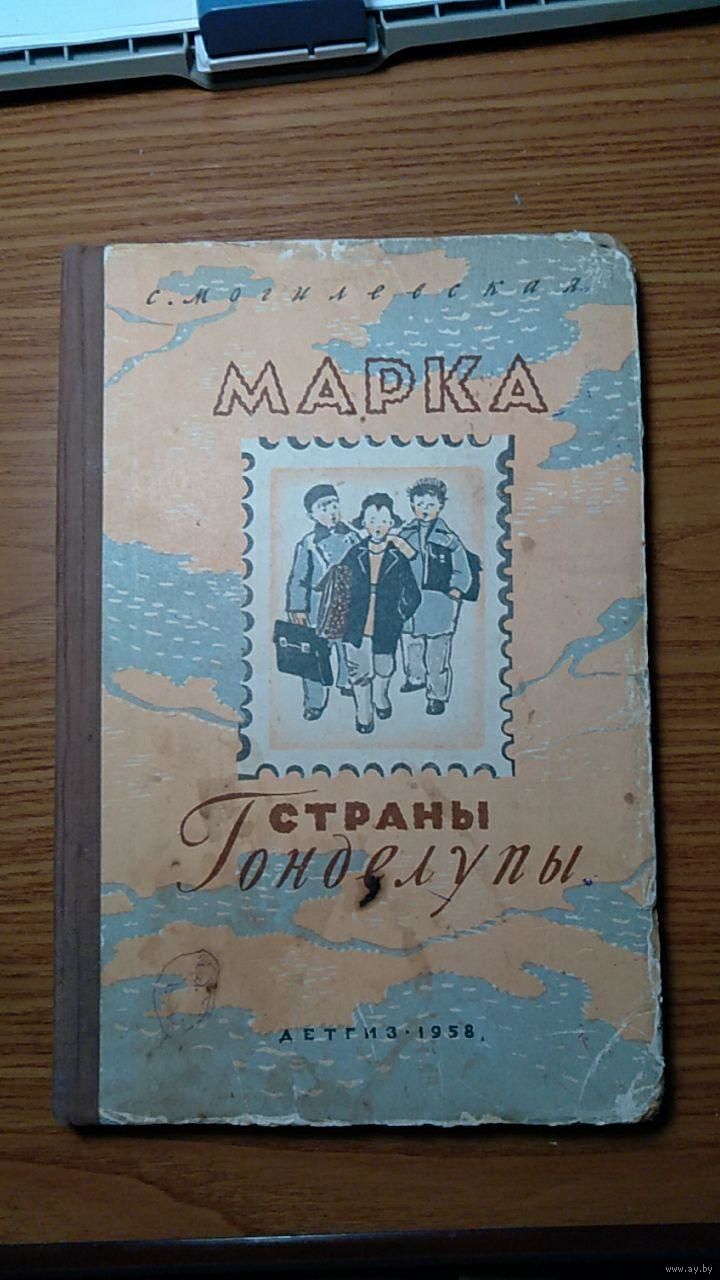 С. Могилевская
МАРКА
СТРАНЫ
Гонделупы
ДЕТГИЗ · 1958
www.ay.by